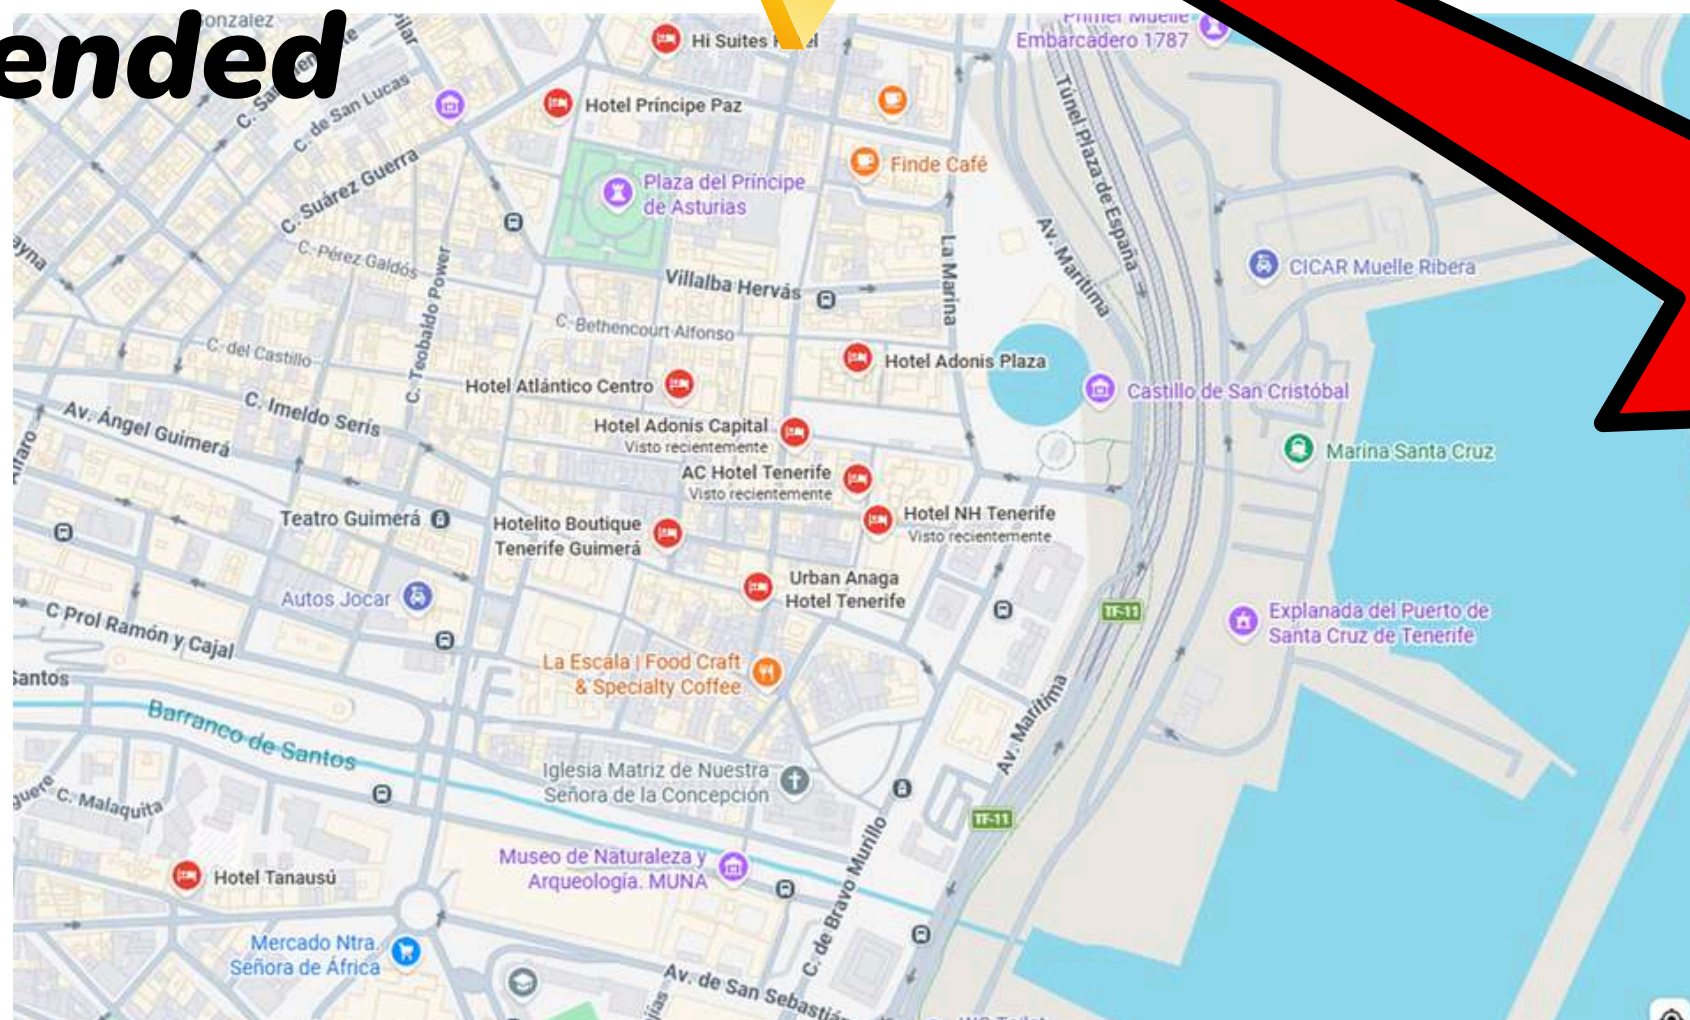 ended
Hi Suites
Primer Muelle
Embarcadero 1787
Pilar
C. de San Lucas
Hotel Príncipe Paz
Túnel Plaza de España
Finde Café
C. Suárez Guerra
Plaza del Príncipe
de Asturias
C. Pérez Galdós
La Marina
Av. Marítima
CICAR Muelle Ribera
Villalba Hervás
C. Teobaldo Power
C. Bethencourt Alfonso
C. del Castillo
Hotel Adonis Plaza
Hotel Atlántico Centro
Castillo de San Cristóbal
C. Imeldo Serís
Av. Ángel Guimerá
Hotel Adonis Capital
Visto recientemente
Marina Santa Cruz
AC Hotel Tenerife
Visto recientemente
Teatro Guimerá
Hotelito Boutique
Tenerife Guimerá
Hotel NH Tenerife
Visto recientemente
Urban Anaga
Hotel Tenerife
Autos Jocar
TF-11
Explanada del Puerto de
Santa Cruz de Tenerife
C Prol Ramón y Cajal
La Escala | Food Craft
& Specialty Coffee
Santos
Av. Marítima
Barranco de Santos
Iglesia Matriz de Nuestra
Señora de la Concepción
C. Malaquita
TF-11
C. de Bravo Murillo
Museo de Naturaleza y
Arqueología. MUNA
Hotel Tanausú
Mercado Ntra.
Señora de África
Av. de San Sebastián